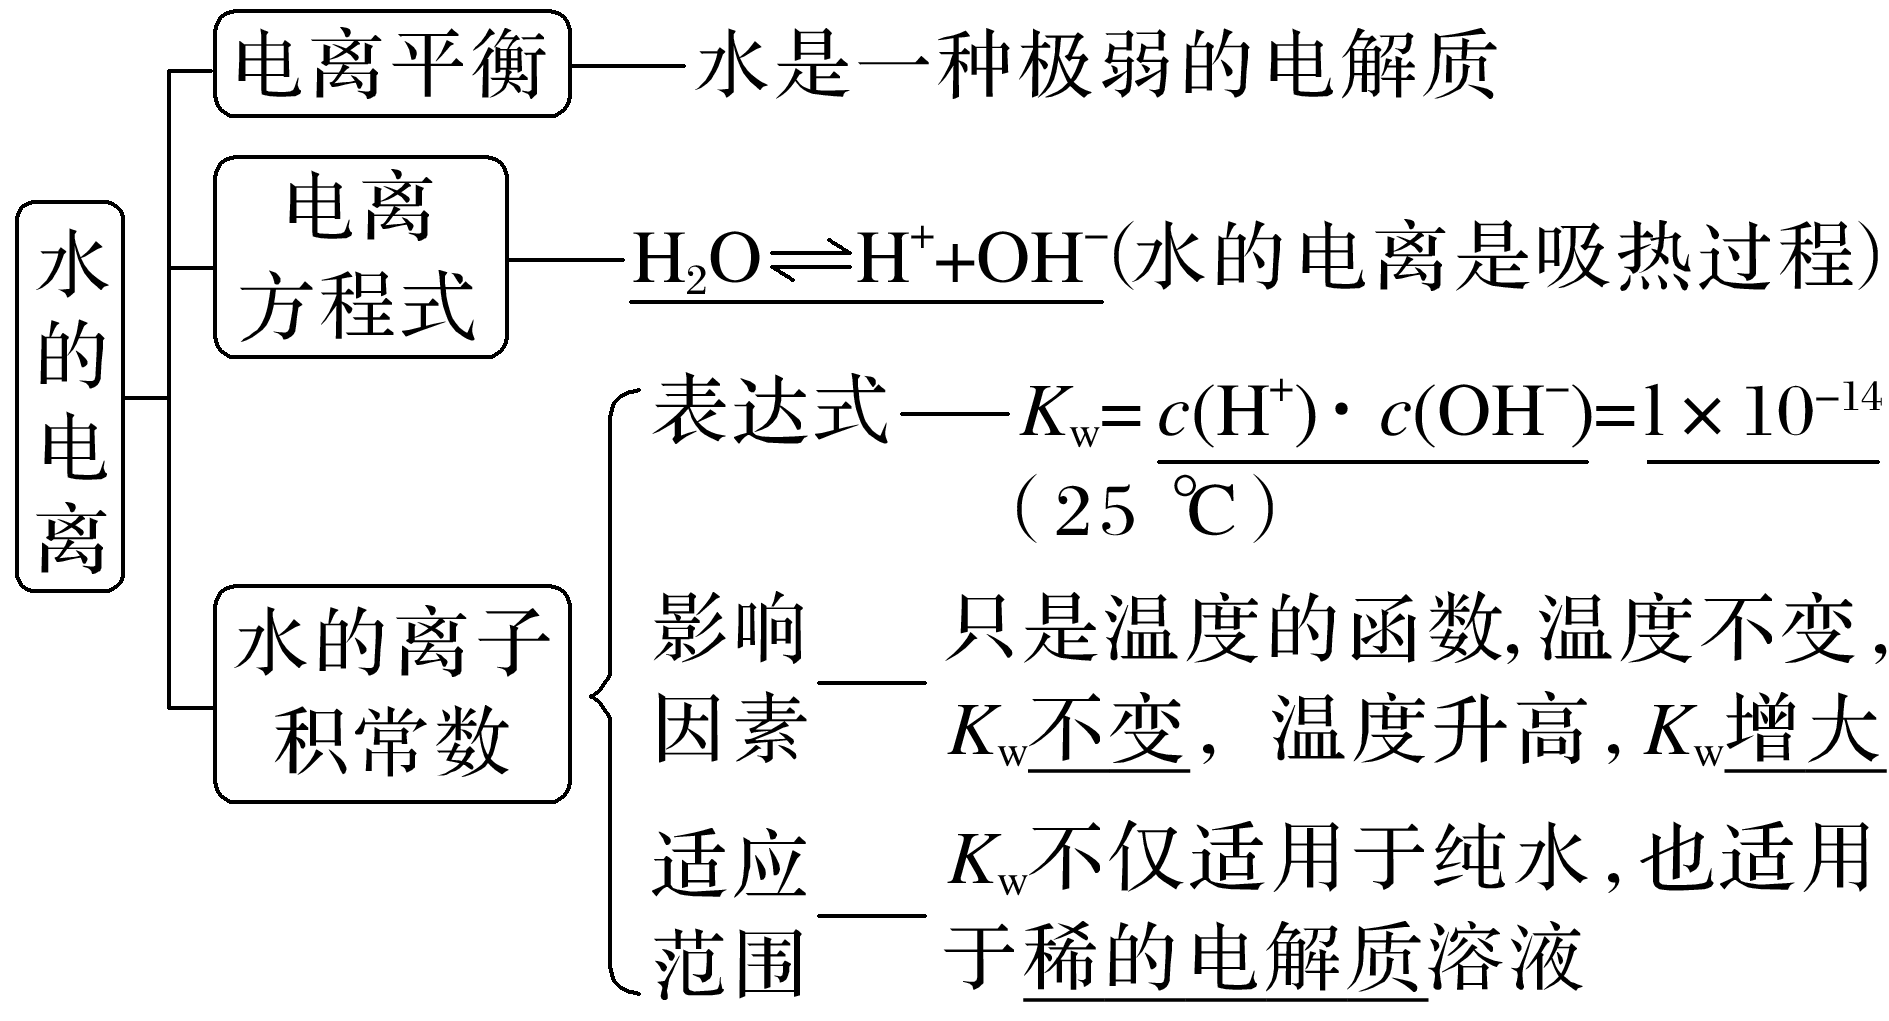 水的电离
电离平衡
水是一种极弱的电解质
电离
方程式
H₂O⇌H⁺+OH⁻(水的电离是吸热过程)
水的离子
积常数
表达式
Kw=c(H⁺)·c(OH⁻)=1×10⁻¹⁴
(25 ℃)
影响
因素
只是温度的函数,温度不变,
Kw不变,温度升高,Kw增大
适应
范围
Kw不仅适用于纯水,也适用
于稀的电解质溶液